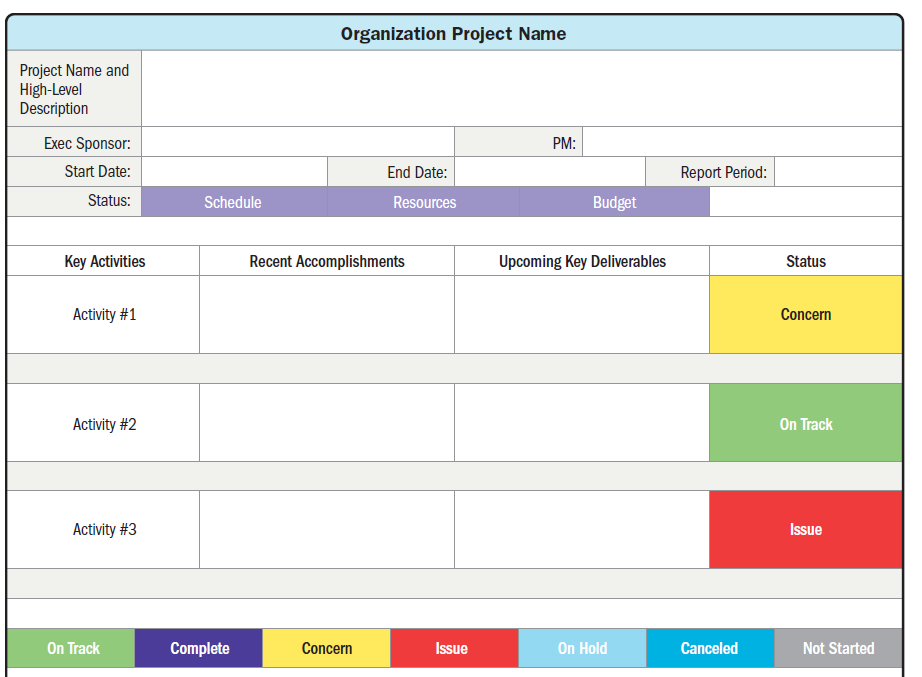 Organization Project Name
Project Name and
High-Level
Description
Exec Sponsor: PM:
Start Date: End Date: Report Period:
Status: Schedule Resources Budget
Key Activities Recent Accomplishments Upcoming Key Deliverables Status
Activity #1 Concern
Activity #2 On Track
Activity #3 Issue
On Track Complete Concern Issue On Hold Canceled Not Started